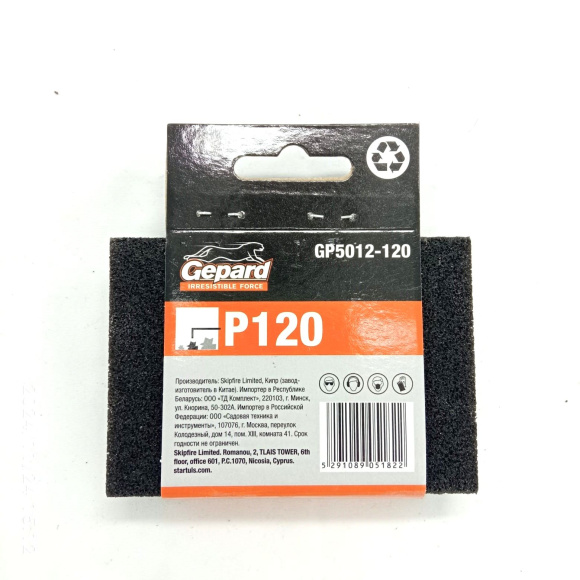 GP5012-120
Gepard
IRRESISTIBLE FORCE
P120
Производитель: Skipfire Limited, Кипр (завод-
изготовитель в Китае). Импортер в Республике
Беларусь: ООО «ТД Комплект», 220103, г. Минск,
ул. Кнорина, 50-302А. Импортер в Российской
Федерации: ООО «Садовая техника и
инструменты», 107076, г. Москва, переулок
Колодезный, дом 14, пом. XIII, комната 41. Срок
годности не ограничен.
Skipfire Limited. Romanou, 2, TLAIS TOWER, 6th
floor, office 601, P.C.1070, Nicosia, Cyprus.
startuls.com.
5 291089 051822